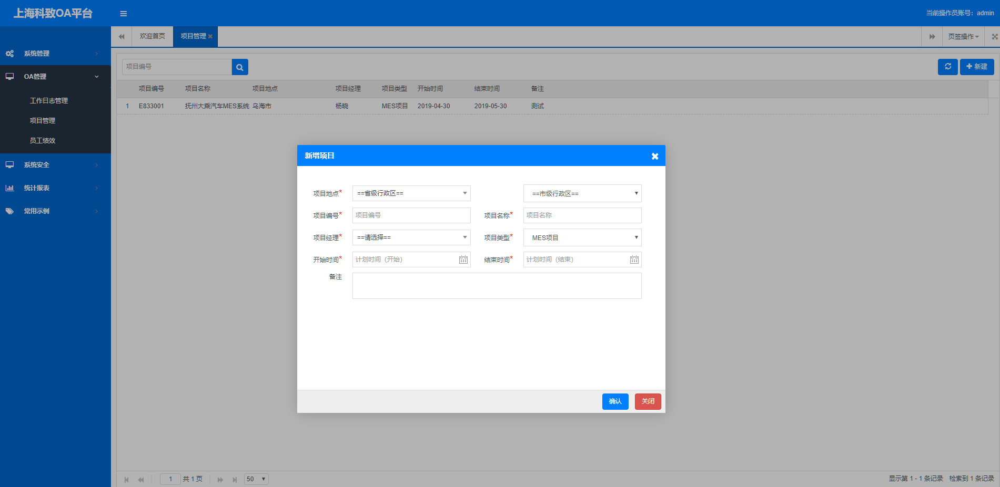 上海科致OA平台
当前操作员账号：admin
欢迎首页
项目管理
页签操作
系统管理
OA管理
工作日志管理
项目管理
员工绩效
系统安全
统计报表
常用示例
项目编号
新建
项目编号 项目名称 项目地点 项目经理 项目类型 开始时间 结束时间 备注
1 E833001 抚州大乘汽车MES系统 乌海市 杨晓 MES项目 2019-04-30 2019-05-30 测试
新增项目
项目地点* ==省级行政区== ==市级行政区==
项目编号* 项目编号 项目名称* 项目名称
项目经理* ==请选择== 项目类型* MES项目
开始时间* 计划时间（开始） 结束时间* 计划时间（结束）
备注
确认 关闭
1 共 1 页 50
显示第 1 - 1 条记录 检索到 1 条记录